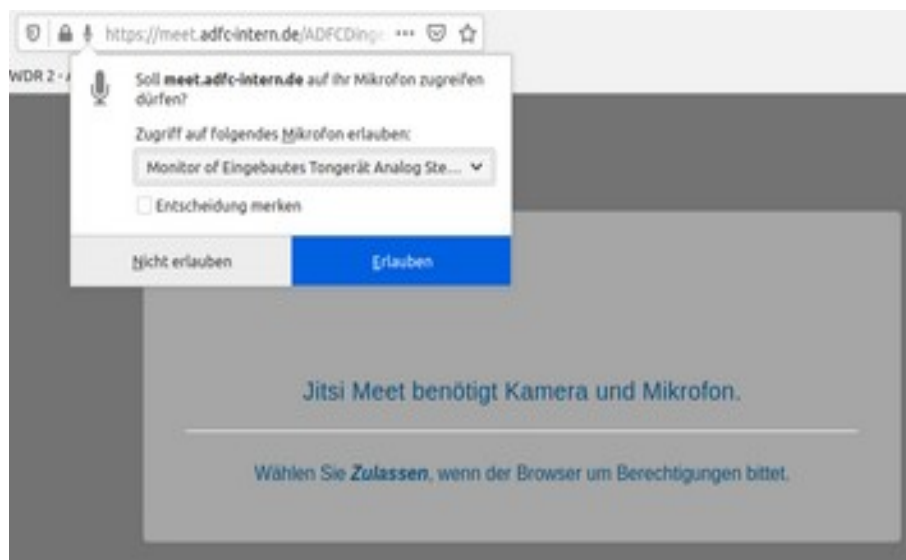 https://meet.adfc-intern.de/ADFCDinge
WDR 2 -
Soll meet.adfc-intern.de auf Ihr Mikrofon zugreifen
dürfen?
Zugriff auf folgendes Mikrofon erlauben:
Monitor of Eingebautes Tongerät Analog Ste...
Entscheidung merken
Nicht erlauben
Erlauben
Jitsi Meet benötigt Kamera und Mikrofon.
Wählen Sie Zulassen, wenn der Browser um Berechtigungen bittet.